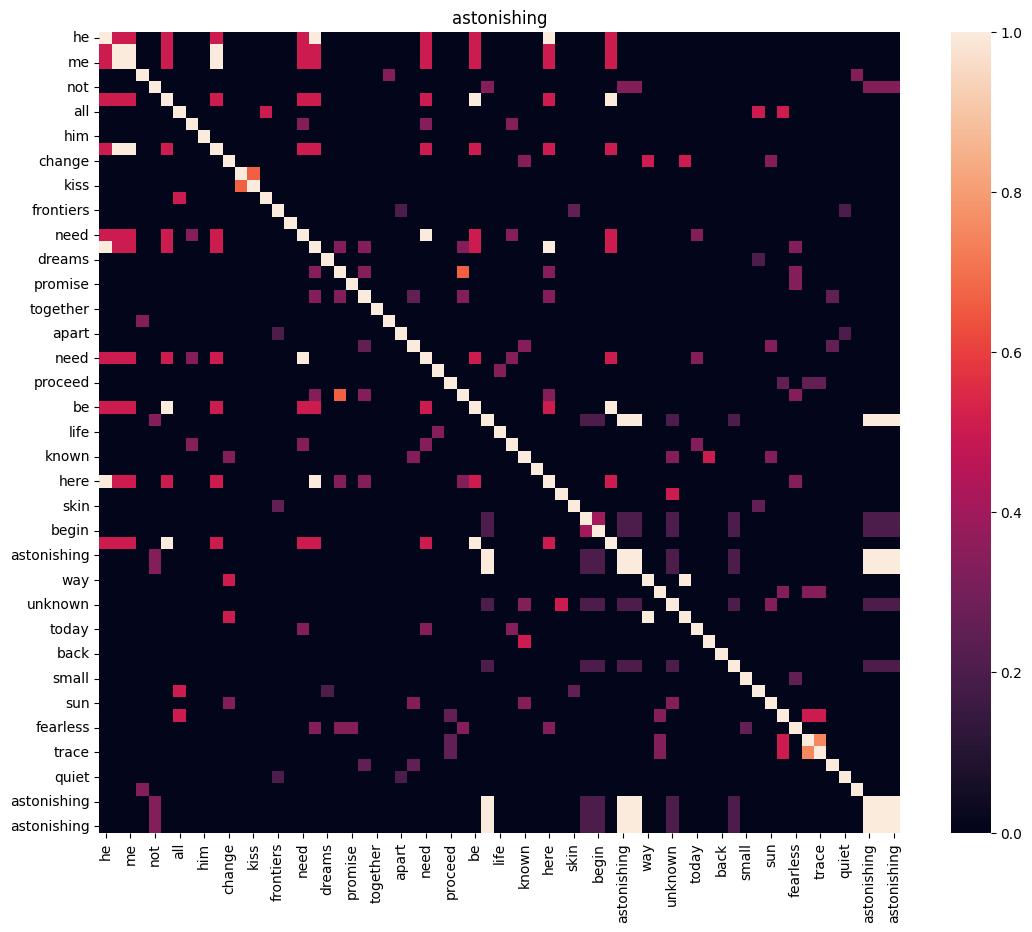 astonishing
he
me
not
all
him
change
kiss
frontiers
need
dreams
promise
together
apart
need
proceed
be
life
known
here
skin
begin
astonishing
way
unknown
today
back
small
sun
fearless
trace
quiet
astonishing
astonishing
he
me
not
all
him
change
kiss
frontiers
need
dreams
promise
together
apart
need
proceed
be
life
known
here
skin
begin
astonishing
way
unknown
today
back
small
sun
fearless
trace
quiet
astonishing
astonishing
1.0
0.8
0.6
0.4
0.2
0.0